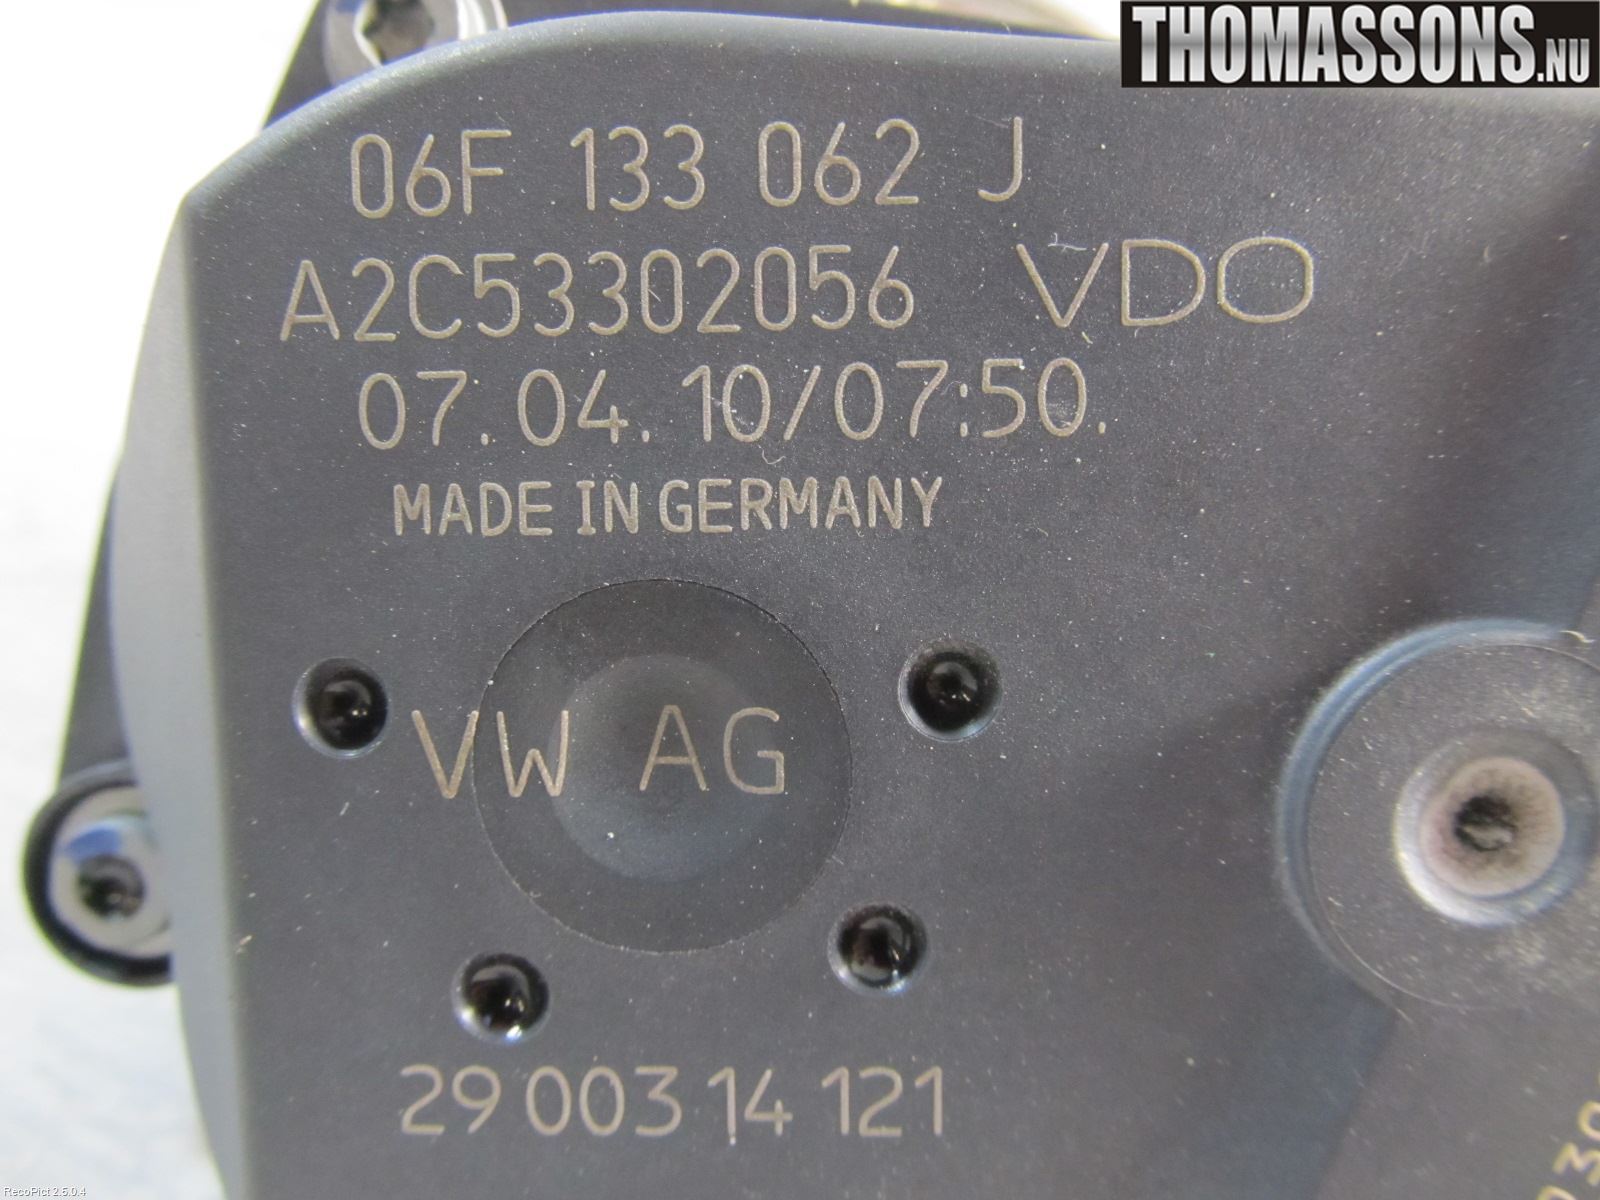 THOMASSONS.NU
06F 133 062 J
A2C53302056 VDO
07.04.10/07:50.
MADE IN GERMANY
VW AG
29 003 14 121
RecoPict 2.5.0.4